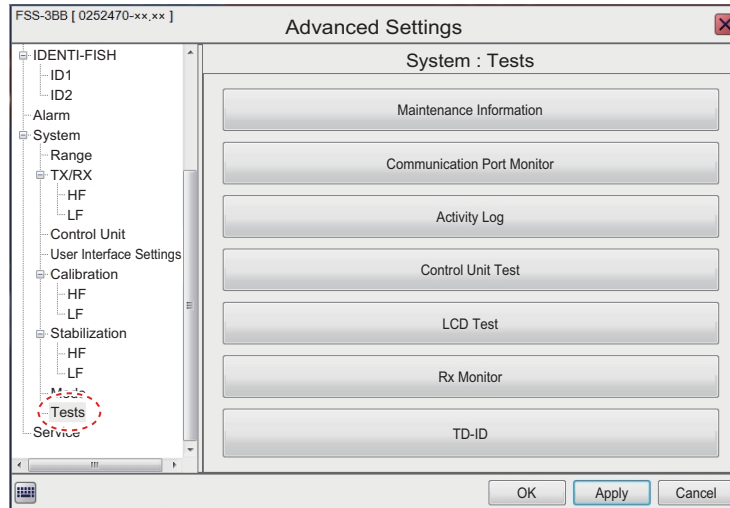 FSS-3BB [ 0252470-××.×× ]
Advanced Settings
IDENTI-FISH
ID1
ID2
Alarm
System
Range
TX/RX
HF
LF
Control Unit
User Interface Settings
Calibration
HF
LF
Stabilization
HF
LF
Mode
Tests
Service
System : Tests
Maintenance Information
Communication Port Monitor
Activity Log
Control Unit Test
LCD Test
Rx Monitor
TD-ID
OK
Apply
Cancel